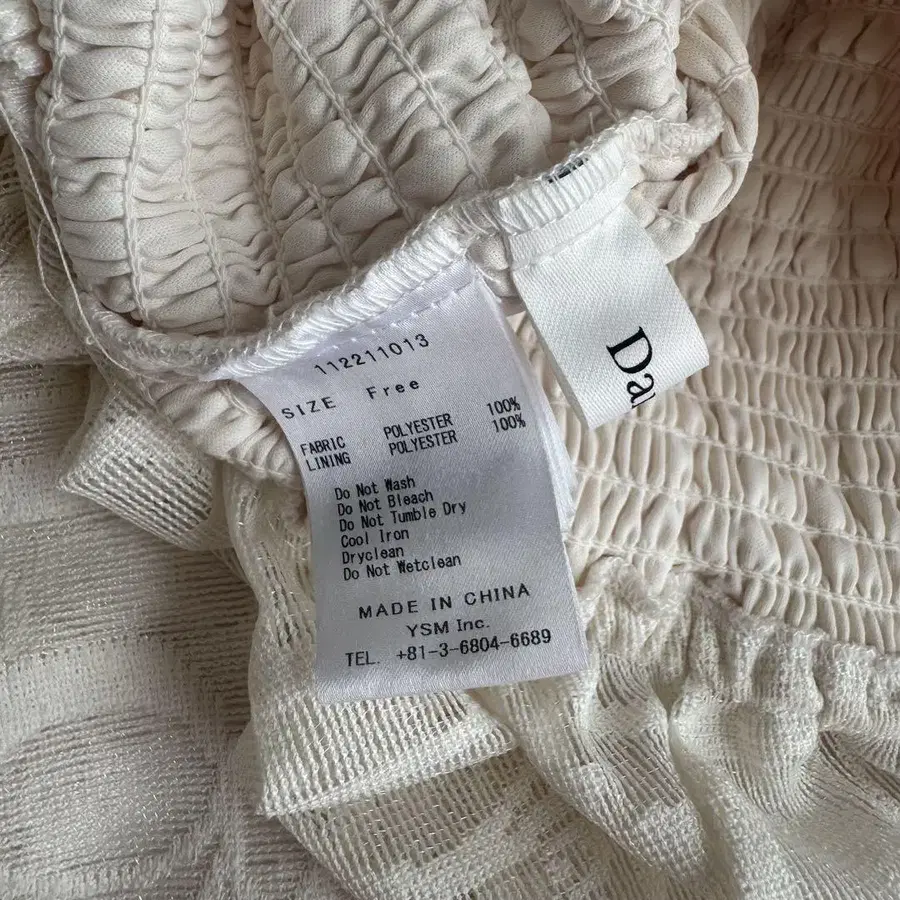 112211013
SIZE Free
FABRIC POLYESTER 100%
LINING POLYESTER 100%
Do Not Wash
Do Not Bleach
Do Not Tumble Dry
Cool Iron
Dryclean
Do Not Wetclean
MADE IN CHINA
YSM Inc.
TEL. +81-3-6804-6689